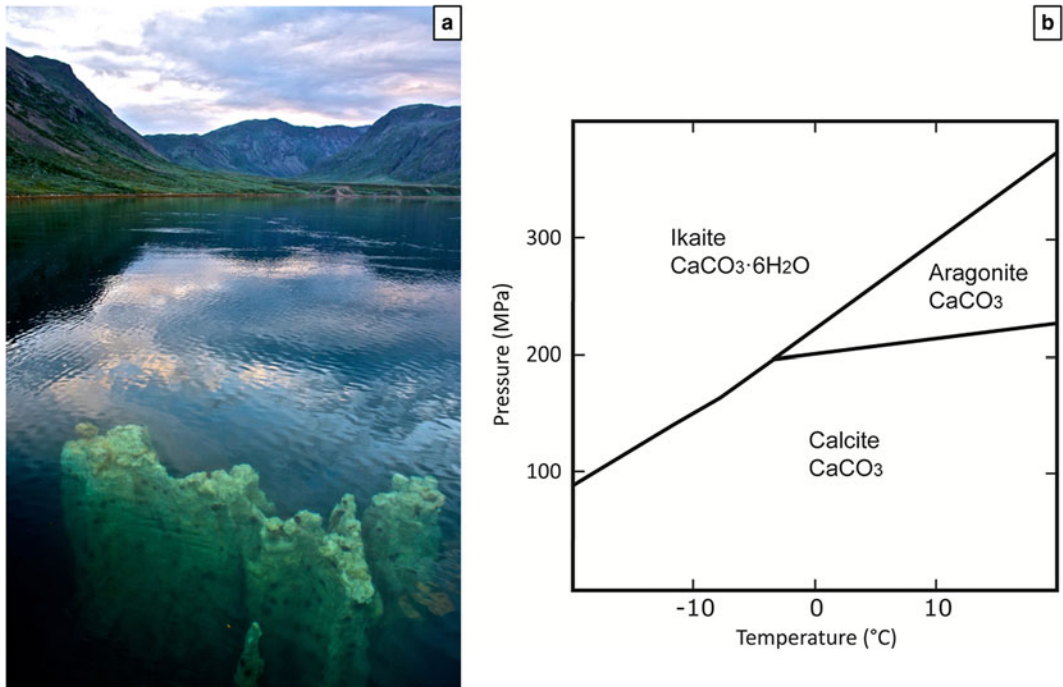 a
b
Ikaite
CaCO3·6H2O
Aragonite
CaCO3
Calcite
CaCO3
300
200
100
Pressure (MPa)
-10
0
10
Temperature (°C)